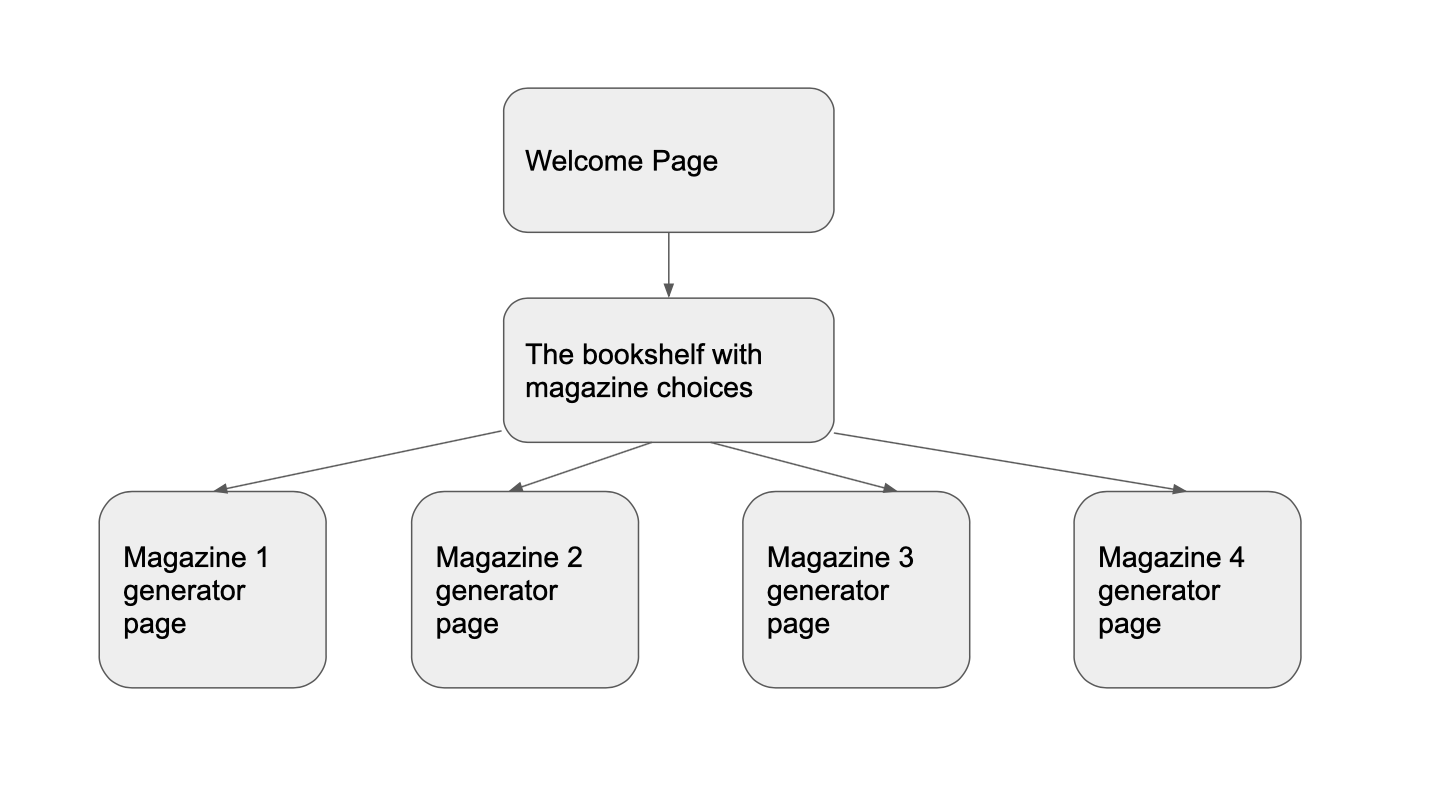 Welcome Page
The bookshelf with
magazine choices
Magazine 1
generator
page
Magazine 2
generator
page
Magazine 3
generator
page
Magazine 4
generator
page